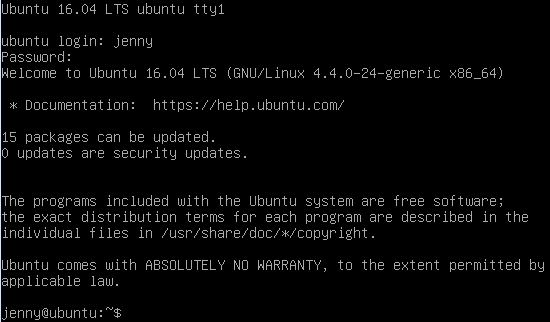 Ubuntu 16.04 LTS ubuntu tty1
ubuntu login: jenny
Password:
Welcome to Ubuntu 16.04 LTS (GNU/Linux 4.4.0-24-generic x86_64)
* Documentation:  https://help.ubuntu.com/
15 packages can be updated.
0 updates are security updates.
The programs included with the Ubuntu system are free software;
the exact distribution terms for each program are described in the
individual files in /usr/share/doc/*/copyright.
Ubuntu comes with ABSOLUTELY NO WARRANTY, to the extent permitted by
applicable law.
jenny@ubuntu:~$